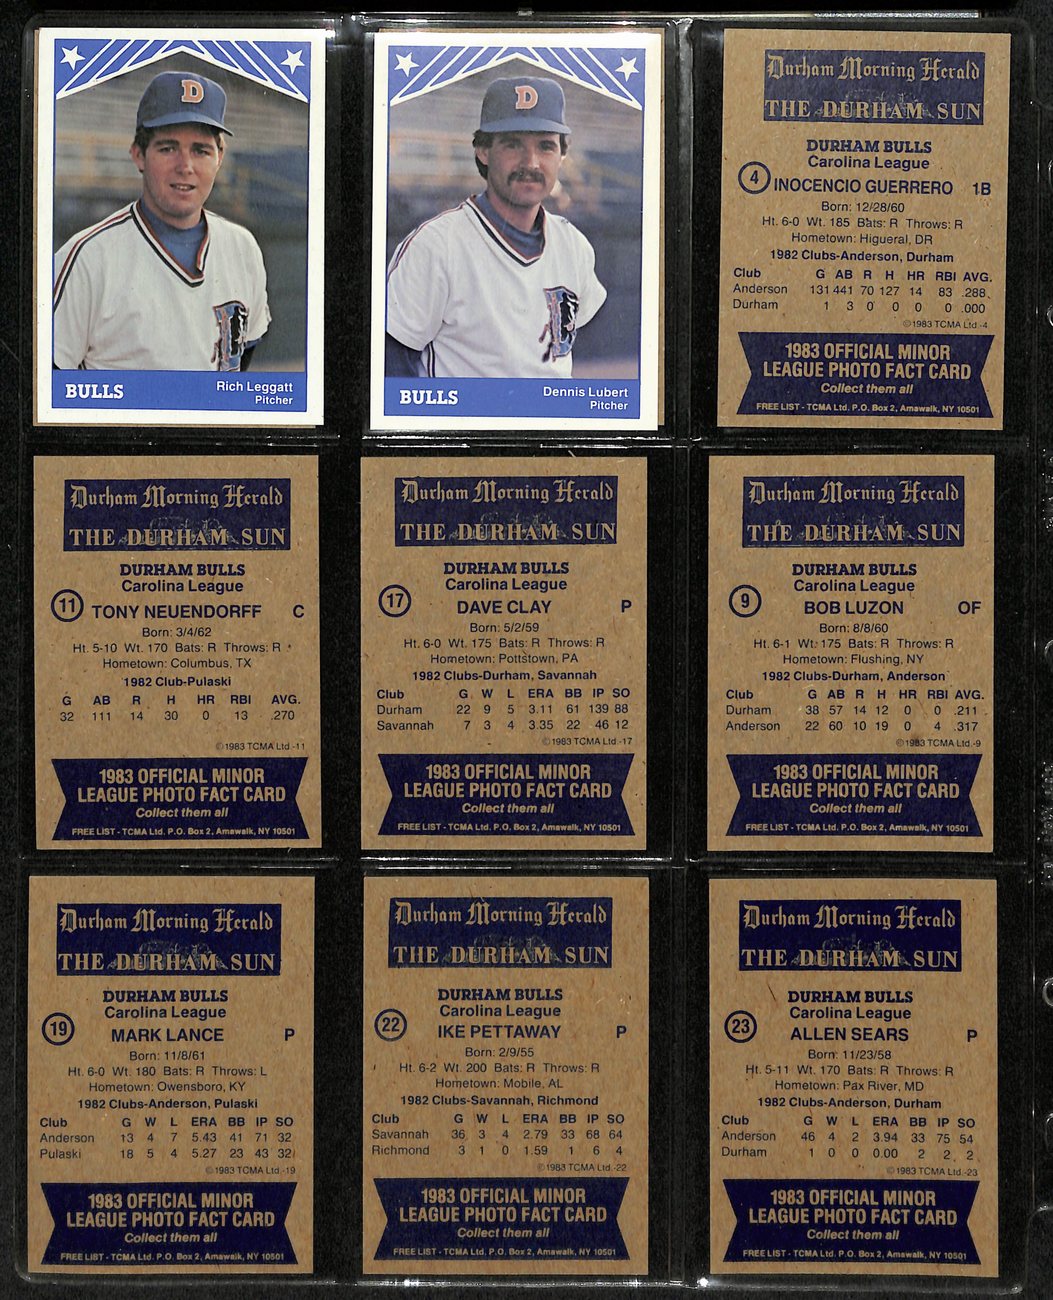 D
BULLS
Rich Leggatt
Pitcher
D
BULLS
Dennis Lubert
Pitcher
Durham Morning Herald
THE DURHAM SUN
DURHAM BULLS
Carolina League
4 INOCENCIO GUERRERO 1B
Born: 12/28/60
Ht. 6-0 Wt. 185 Bats: R Throws: R
Hometown: Higueral, DR
1982 Clubs-Anderson, Durham
Club G AB R H HR RBI AVG.
Anderson 131 441 70 127 14 83 .288
Durham 1 3 0 0 0 0 .000
©1983 TCMA Ltd.-4
1983 OFFICIAL MINOR
LEAGUE PHOTO FACT CARD
Collect them all
FREE LIST - TCMA Ltd. P.O. Box 2, Amawalk, NY 10501
Durham Morning Herald
THE DURHAM SUN
DURHAM BULLS
Carolina League
11 TONY NEUENDORFF C
Born: 3/4/62
Ht. 5-10 Wt. 170 Bats: R Throws: R
Hometown: Columbus, TX
1982 Club-Pulaski
G AB R H HR RBI AVG.
32 111 14 30 0 13 .270
©1983 TCMA Ltd.-11
1983 OFFICIAL MINOR
LEAGUE PHOTO FACT CARD
Collect them all
FREE LIST - TCMA Ltd. P.O. Box 2, Amawalk, NY 10501
Durham Morning Herald
THE DURHAM SUN
DURHAM BULLS
Carolina League
17 DAVE CLAY P
Born: 5/2/59
Ht. 6-0 Wt. 175 Bats: R Throws: R
Hometown: Pottstown, PA
1982 Clubs-Durham, Savannah
Club G W L ERA BB IP SO
Durham 22 9 5 3.11 61 139 88
Savannah 7 3 4 3.35 22 46 12
©1983 TCMA Ltd.-17
1983 OFFICIAL MINOR
LEAGUE PHOTO FACT CARD
Collect them all
FREE LIST - TCMA Ltd. P.O. Box 2, Amawalk, NY 10501
Durham Morning Herald
THE DURHAM SUN
DURHAM BULLS
Carolina League
9 BOB LUZON OF
Born: 8/8/60
Ht. 6-1 Wt. 175 Bats: R Throws: R
Hometown: Flushing, NY
1982 Clubs-Durham, Anderson
Club G AB R H HR RBI AVG.
Durham 38 57 14 12 0 0 .211
Anderson 22 60 10 19 0 4 .317
©1983 TCMA Ltd.-9
1983 OFFICIAL MINOR
LEAGUE PHOTO FACT CARD
Collect them all
FREE LIST - TCMA Ltd. P.O. Box 2, Amawalk, NY 10501
Durham Morning Herald
THE DURHAM SUN
DURHAM BULLS
Carolina League
19 MARK LANCE P
Born: 11/8/61
Ht. 6-0 Wt. 180 Bats: R Throws: L
Hometown: Owensboro, KY
1982 Clubs-Anderson, Pulaski
Club G W L ERA BB IP SO
Anderson 13 4 7 5.43 41 71 32
Pulaski 18 5 4 5.27 23 43 32
©1983 TCMA Ltd.-19
1983 OFFICIAL MINOR
LEAGUE PHOTO FACT CARD
Collect them all
FREE LIST - TCMA Ltd. P.O. Box 2, Amawalk, NY 10501
Durham Morning Herald
THE DURHAM SUN
DURHAM BULLS
Carolina League
22 IKE PETTAWAY P
Born: 2/9/55
Ht. 6-2 Wt. 200 Bats: R Throws: R
Hometown: Mobile, AL
1982 Clubs-Savannah, Richmond
Club G W L ERA BB IP SO
Savannah 36 3 4 2.79 33 68 64
Richmond 3 1 0 1.59 1 6 4
©1983 TCMA Ltd.-22
1983 OFFICIAL MINOR
LEAGUE PHOTO FACT CARD
Collect them all
FREE LIST - TCMA Ltd. P.O. Box 2, Amawalk, NY 10501
Durham Morning Herald
THE DURHAM SUN
DURHAM BULLS
Carolina League
23 ALLEN SEARS P
Born: 11/23/58
Ht. 5-11 Wt. 170 Bats: R Throws: R
Hometown: Pax River, MD
1982 Clubs-Anderson, Durham
Club G W L ERA BB IP SO
Anderson 46 4 2 3.94 33 75 54
Durham 1 0 0 0.00 2 2 2
©1983 TCMA Ltd.-23
1983 OFFICIAL MINOR
LEAGUE PHOTO FACT CARD
Collect them all
FREE LIST - TCMA Ltd. P.O. Box 2, Amawalk, NY 10501